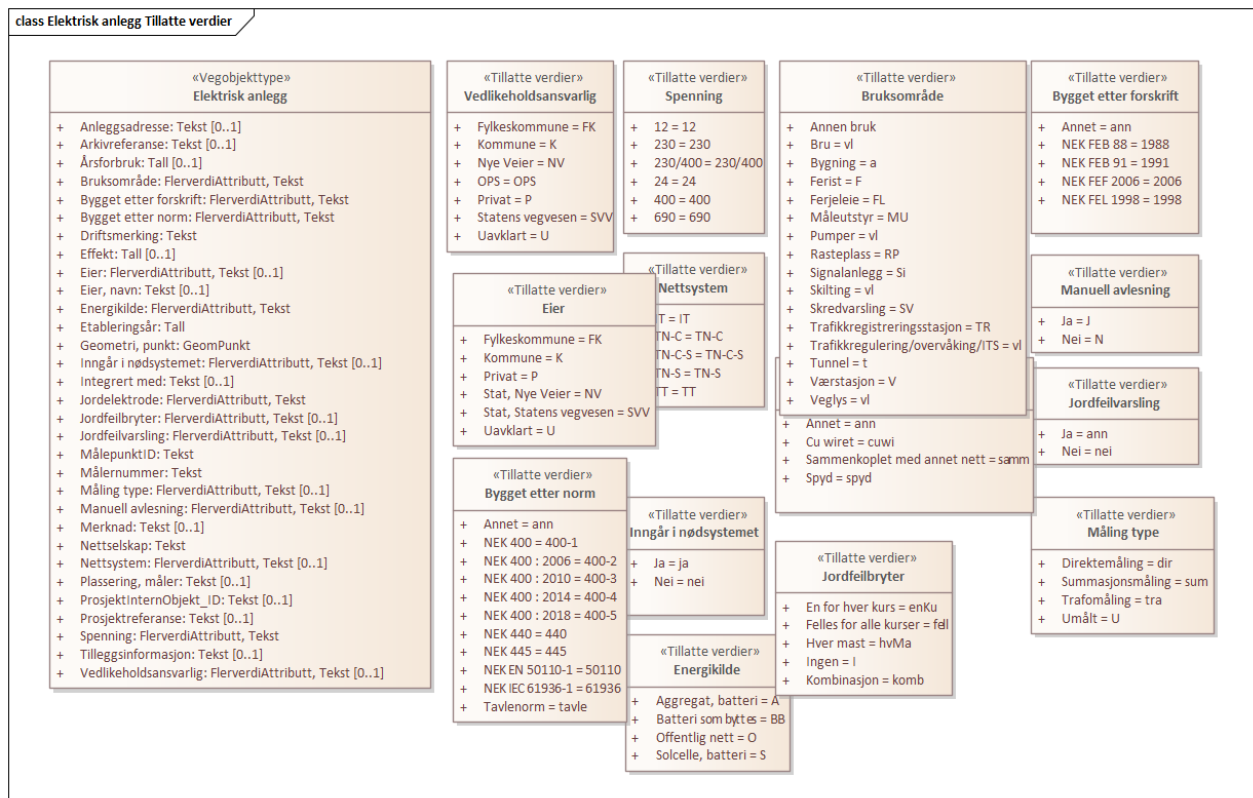 class Elektrisk anlegg Tillatte verdier
«Vegobjekttype»
Elektrisk anlegg
+ Anleggsadresse: Tekst [0..1]
+ Arkivreferanse: Tekst [0..1]
+ Årsforbruk: Tall [0..1]
+ Bruksområde: FlerverdiAttributt, Tekst
+ Bygget etter forskrift: FlerverdiAttributt, Tekst
+ Bygget etter norm: FlerverdiAttributt, Tekst
+ Driftsmerking: Tekst
+ Effekt: Tall [0..1]
+ Eier: FlerverdiAttributt, Tekst [0..1]
+ Eier, navn: Tekst [0..1]
+ Energikilde: FlerverdiAttributt, Tekst
+ Etableringsår: Tall
+ Geometri, punkt: GeomPunkt
+ Inngår i nødsystemet: FlerverdiAttributt, Tekst [0..1]
+ Integrert med: Tekst [0..1]
+ Jordelektrode: FlerverdiAttributt, Tekst
+ Jordfeilbryter: FlerverdiAttributt, Tekst [0..1]
+ Jordfeilvarsling: FlerverdiAttributt, Tekst [0..1]
+ MålepunktID: Tekst
+ Målernummer: Tekst
+ Måling type: FlerverdiAttributt, Tekst [0..1]
+ Manuell avlesning: FlerverdiAttributt, Tekst [0..1]
+ Merknad: Tekst [0..1]
+ Nettselskap: Tekst
+ Nettsystem: FlerverdiAttributt, Tekst [0..1]
+ Plassering, måler: Tekst [0..1]
+ ProsjektInternObjekt_ID: Tekst [0..1]
+ Prosjektreferanse: Tekst [0..1]
+ Spenning: FlerverdiAttributt, Tekst
+ Tilleggsinformasjon: Tekst [0..1]
+ Vedlikeholdsansvarlig: FlerverdiAttributt, Tekst [0..1]
«Tillatte verdier»
Vedlikeholdsansvarlig
+ Fylkeskommune = FK
+ Kommune = K
+ Nye Veier = NV
+ OPS = OPS
+ Privat = P
+ Statens vegvesen = SVV
+ Uavklart = U
«Tillatte verdier»
Spenning
+ 12 = 12
+ 230 = 230
+ 230/400 = 230/400
+ 24 = 24
+ 400 = 400
+ 690 = 690
«Tillatte verdier»
Bruksområde
+ Annen bruk
+ Bru = vl
+ Bygning = a
+ Ferist = F
+ Ferjeleie = FL
+ Måleutstyr = MU
+ Pumper = vl
+ Rasteplass = RP
+ Signalanlegg = Si
+ Skilting = vl
+ Skredvarsling = SV
+ Trafikkregistreringsstasjon = TR
+ Trafikkregulering/overvåking/ITS = vl
+ Tunnel = t
+ Værstasjon = V
+ Veglys = vl
«Tillatte verdier»
Bygget etter forskrift
+ Annet = ann
+ NEK FEB 88 = 1988
+ NEK FEB 91 = 1991
+ NEK FEF 2006 = 2006
+ NEK FEL 1998 = 1998
«Tillatte verdier»
Eier
+ Fylkeskommune = FK
+ Kommune = K
+ Privat = P
+ Stat, Nye Veier = NV
+ Stat, Statens vegvesen = SVV
+ Uavklart = U
«Tillatte verdier»
Nettsystem
IT = IT
TN-C = TN-C
TN-C-S = TN-C-S
TN-S = TN-S
TT = TT
«Tillatte verdier»
Manuell avlesning
+ Ja = J
+ Nei = N
«Tillatte verdier»
Jordfeilvarsling
+ Ja = ann
+ Nei = nei
+ Annet = ann
+ Cu wiret = cuwi
+ Sammenkoplet med annet nett = samm
+ Spyd = spyd
«Tillatte verdier»
Bygget etter norm
+ Annet = ann
+ NEK 400 = 400-1
+ NEK 400 : 2006 = 400-2
+ NEK 400 : 2010 = 400-3
+ NEK 400 : 2014 = 400-4
+ NEK 400 : 2018 = 400-5
+ NEK 440 = 440
+ NEK 445 = 445
+ NEK EN 50110-1 = 50110
+ NEK IEC 61936-1 = 61936
+ Tavlenorm = tavle
«Tillatte verdier»
Inngår i nødsystemet
+ Ja = ja
+ Nei = nei
«Tillatte verdier»
Jordfeilbryter
+ En for hver kurs = enKu
+ Felles for alle kurser = fell
+ Hver mast = hvMa
+ Ingen = I
+ Kombinasjon = komb
«Tillatte verdier»
Måling type
+ Direktemåling = dir
+ Summasjonsmåling = sum
+ Trafomåling = tra
+ Umålt = U
«Tillatte verdier»
Energikilde
+ Aggregat, batteri = A
+ Batteri som byttes = BB
+ Offentlig nett = O
+ Solcelle, batteri = S